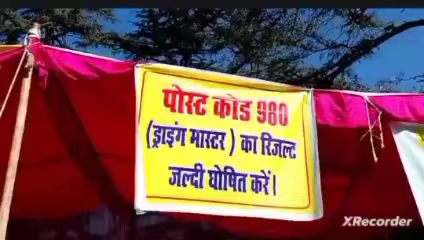 पोस्ट कोड 980
(ड्राइंग मास्टर) का रिजल्ट
जल्दी घोषित करें।
XRecorder